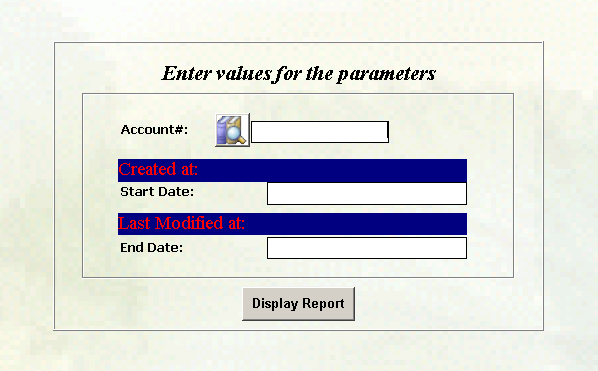 Enter values for the parameters
Account#:
Created at:
Start Date:
Last Modified at:
End Date:
Display Report